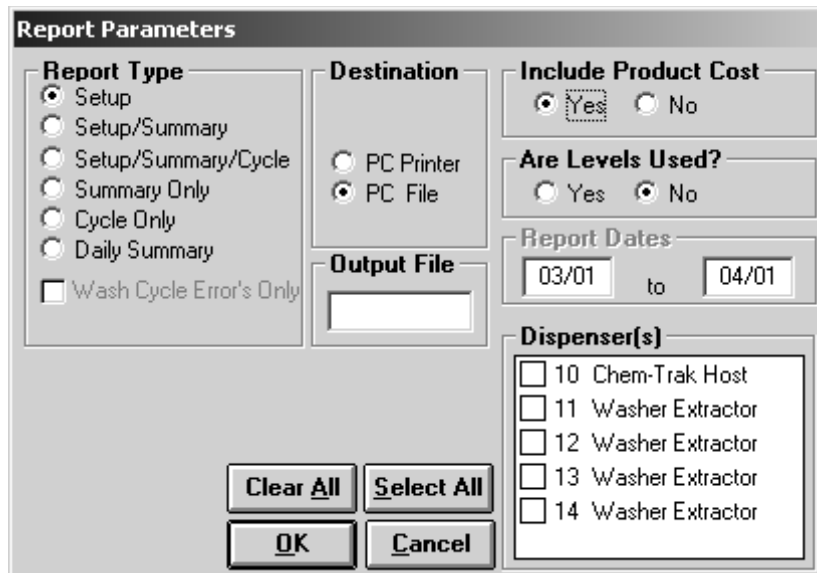 Report Parameters
Report Type
Setup
Setup/Summary
Setup/Summary/Cycle
Summary Only
Cycle Only
Daily Summary
Wash Cycle Error's Only
Destination
PC Printer
PC File
Output File
Include Product Cost
Yes No
Are Levels Used?
Yes No
Report Dates
03/01 to 04/01
Dispenser(s)
10 Chem-Trak Host
11 Washer Extractor
12 Washer Extractor
13 Washer Extractor
14 Washer Extractor
Clear All Select All
OK Cancel